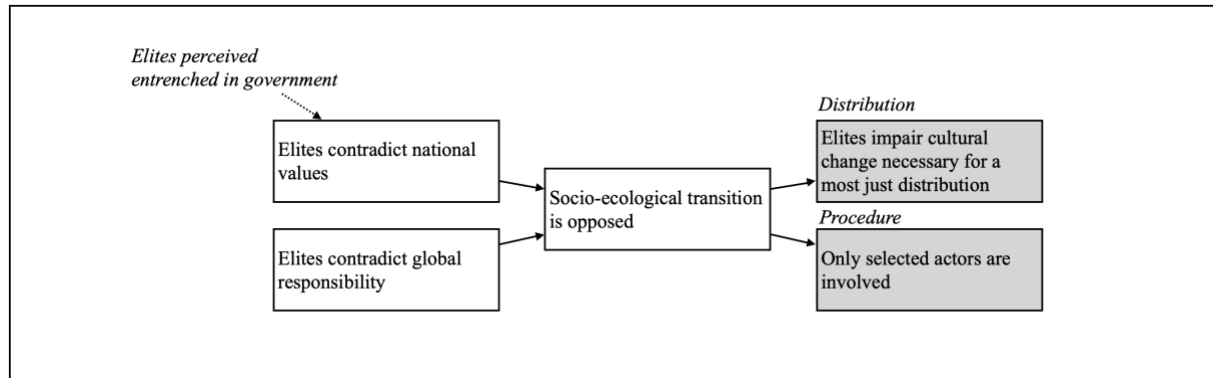 Elites perceived
entrenched in government
Elites contradict national
values
Elites contradict global
responsibility
Socio-ecological transition
is opposed
Distribution
Elites impair cultural
change necessary for a
most just distribution
Procedure
Only selected actors are
involved